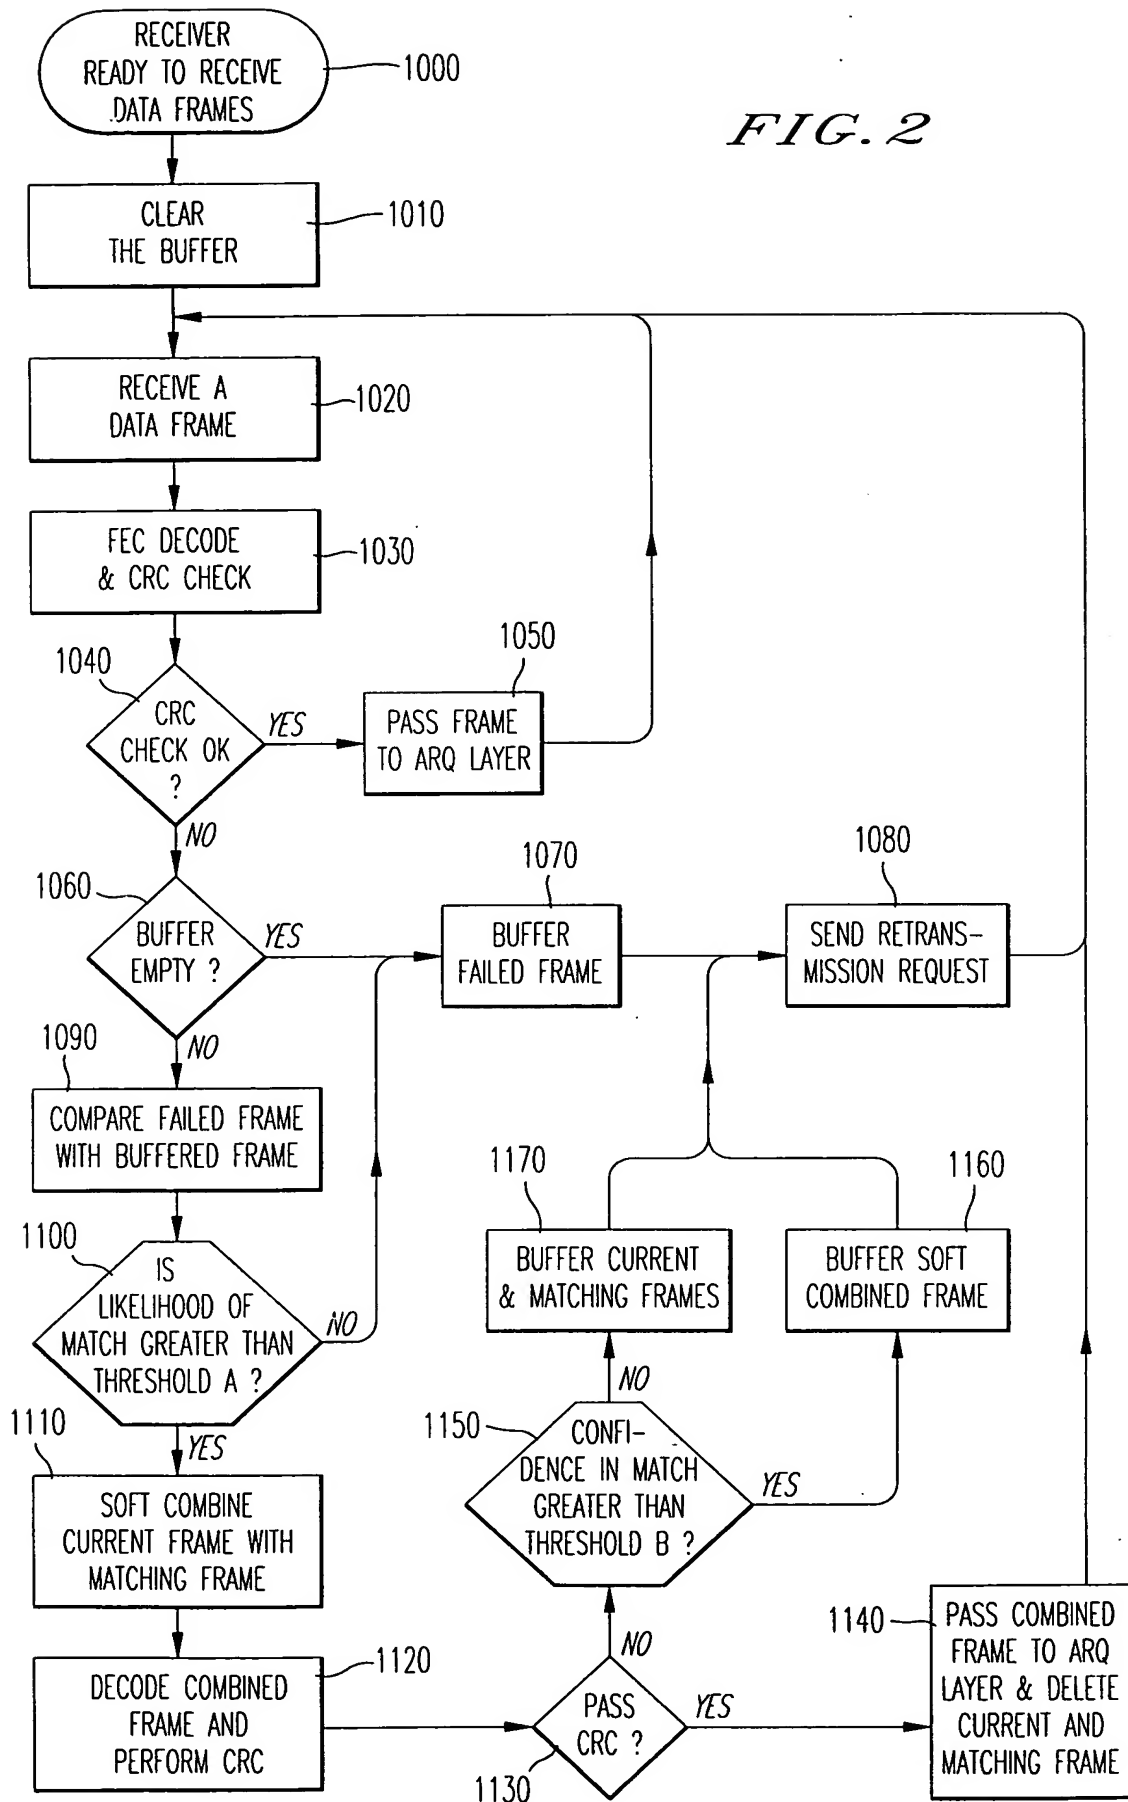 RECEIVER
READY TO RECEIVE
DATA FRAMES
1000
FIG. 2
CLEAR
THE BUFFER
1010
RECEIVE A
DATA FRAME
1020
FEC DECODE
& CRC CHECK
1030
1040
CRC
CHECK OK
?
YES
NO
1050
PASS FRAME
TO ARQ LAYER
1060
BUFFER
EMPTY ?
YES
NO
1070
BUFFER
FAILED FRAME
1080
SEND RETRANS-
MISSION REQUEST
1090
COMPARE FAILED FRAME
WITH BUFFERED FRAME
1100
IS
LIKELIHOOD OF
MATCH GREATER THAN
THRESHOLD A ?
NO
YES
1170
BUFFER CURRENT
& MATCHING FRAMES
1160
BUFFER SOFT
COMBINED FRAME
NO
1150
CONFI-
DENCE IN MATCH
GREATER THAN
THRESHOLD B ?
YES
1110
SOFT COMBINE
CURRENT FRAME WITH
MATCHING FRAME
1120
DECODE COMBINED
FRAME AND
PERFORM CRC
NO
PASS
CRC ?
1130
YES
1140
PASS COMBINED
FRAME TO ARQ
LAYER & DELETE
CURRENT AND
MATCHING FRAME